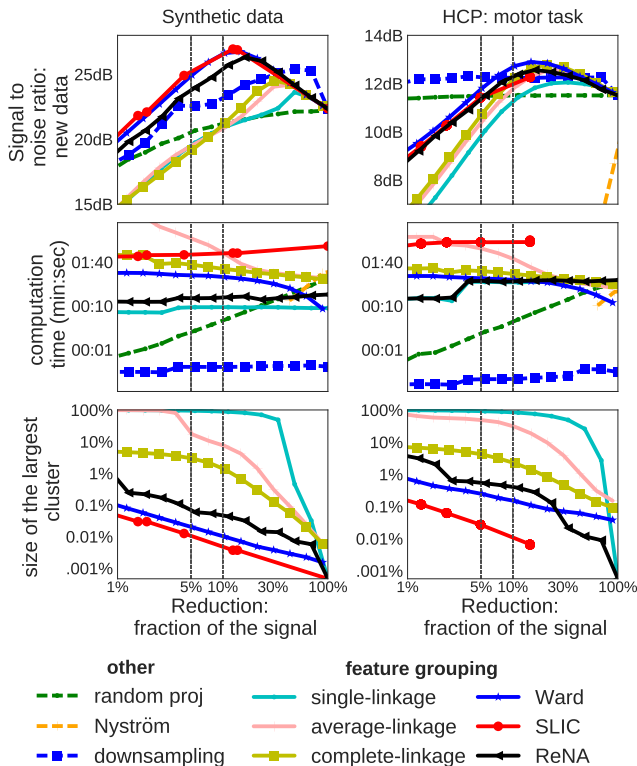 Synthetic data
HCP: motor task
Signal to
noise ratio:
new data
25dB
20dB
15dB
14dB
12dB
10dB
8dB
computation
time (min:sec)
01:40
00:10
00:01
01:40
00:10
00:01
size of the largest
cluster
100%
10%
1%
0.1%
0.01%
.001%
100%
10%
1%
0.1%
0.01%
.001%
1% 5% 10% 30% 100%
1% 5% 10% 30% 100%
Reduction:
fraction of the signal
Reduction:
fraction of the signal
other
random proj
Nyström
downsampling
feature grouping
single-linkage
average-linkage
complete-linkage
Ward
SLIC
ReNA